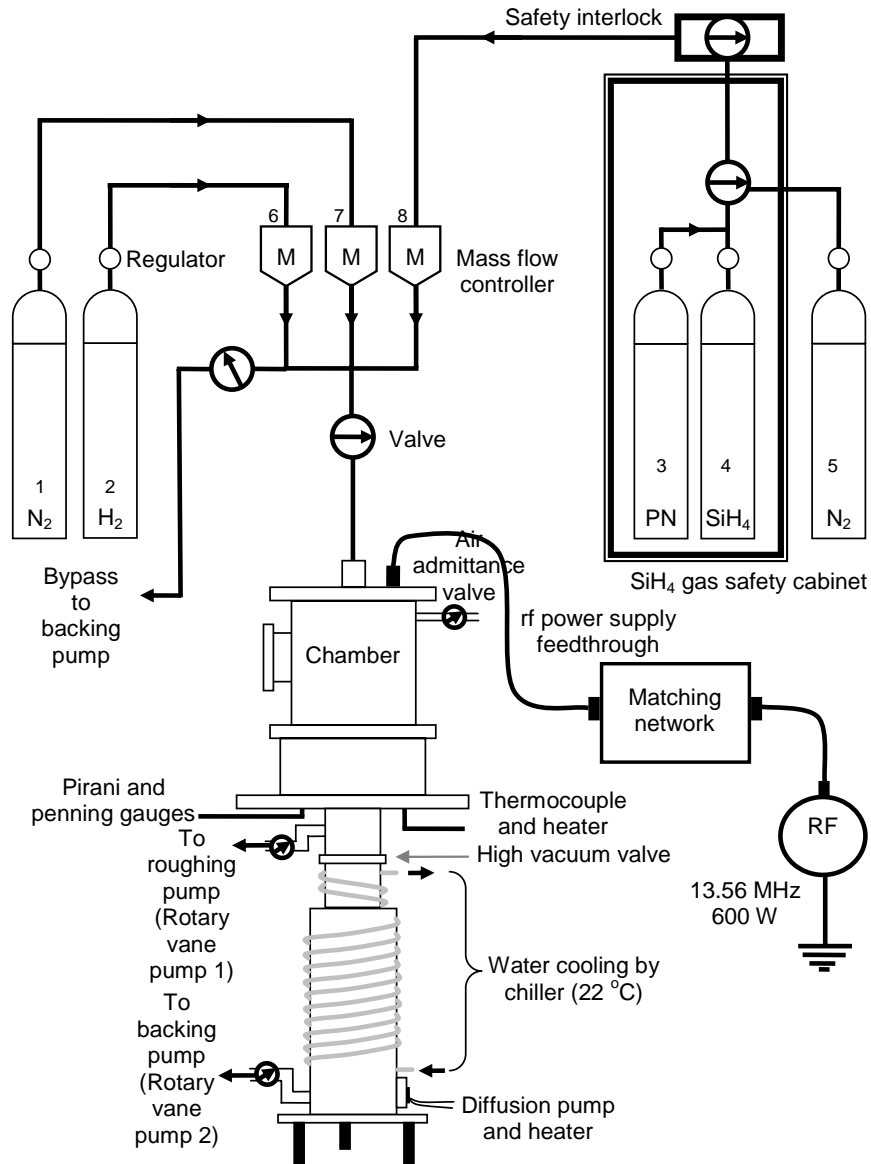 Safety interlock
6
7
8
M
M
M
Mass flow
controller
Regulator
Valve
1
N₂
2
H₂
3
PN
4
SiH₄
5
N₂
SiH₄ gas safety cabinet
Bypass
to
backing
pump
Air
admittance
valve
rf power supply
feedthrough
Chamber
Matching
network
RF
13.56 MHz
600 W
Pirani and
penning gauges
Thermocouple
and heater
To
roughing
pump
(Rotary
vane
pump 1)
High vacuum valve
Water cooling by
chiller (22 °C)
To
backing
pump
(Rotary
vane
pump 2)
Diffusion pump
and heater